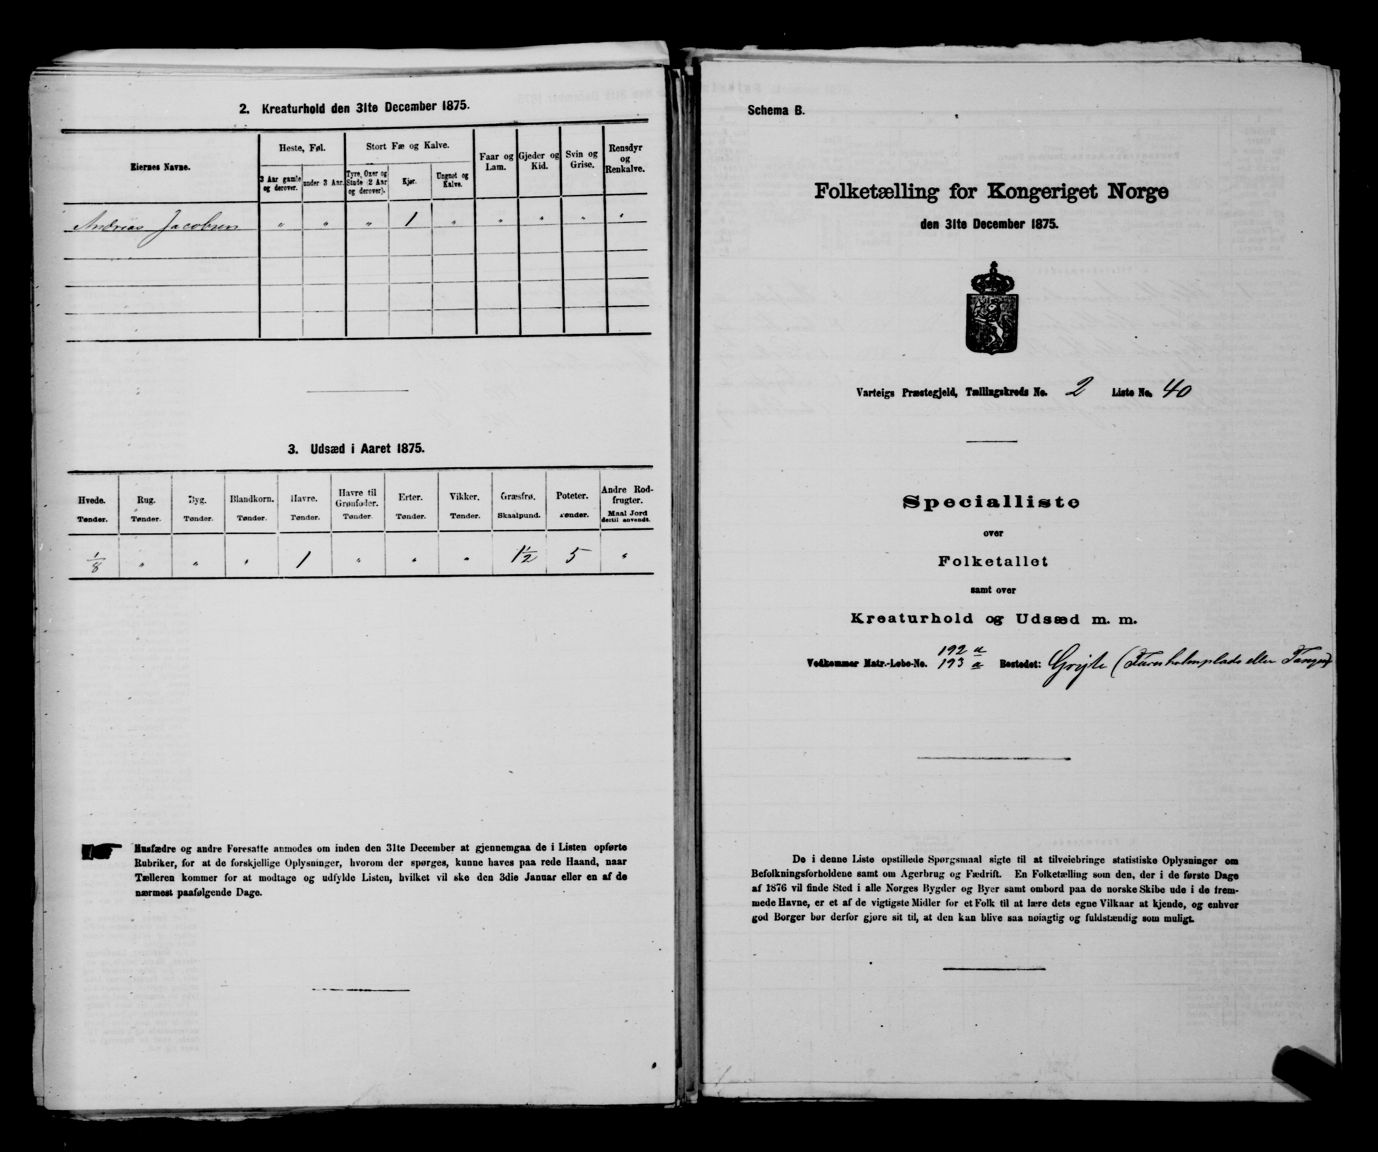 2. Kreaturhold den 31te December 1875.
Eiernes Navne.
Heste, Føl.
Stort Fæ og Kalve.
Faar og Lam.
Gjeder og Kid.
Svin og Grise.
Rensdyr og Renkalve.
3 Aar gamle og derover.
under 3 Aar.
Tyre, Oxer og Stude (2 Aar og derover).
Kjør.
Ungnøt og Kalve.
Andreas Jacobsen " " " 1 " " " " "
3. Udsæd i Aaret 1875.
Hvede. Rug. Byg. Blandkorn. Havre. Havre til Grønfoder. Erter. Vikker. Græsfrø. Poteter. Andre Rodfrugter.
Tønder. Tønder. Tønder. Tønder. Tønder. Tønder. Tønder. Tønder. Skaalpund. Tønder. Maal Jord dertil anvendt.
1/8 " " " 1 " " " 1 1/2 5 "
Husfædre og andre Foresatte anmodes om inden den 31te December at gjennemgaa de i Listen opførte
Rubriker, for at de forskjellige Oplysninger, hvorom der spørges, kunne haves paa rede Haand, naar
Tælleren kommer for at modtage og udfylde Listen, hvilket vil ske den 3die Januar eller en af de
nærmest paafølgende Dage.
Schema B.
Folketælling for Kongeriget Norge
den 31te December 1875.
Varteigs Præstegjeld, Tællingskreds No. 2 Liste No. 40
Specialliste
over
Folketallet
samt over
Kreaturhold og Udsæd m. m.
192 a
Vedkommer Matr.-Løbe-No. 193 a Bostedet:
De i denne Liste opstillede Spørgsmaal sigte til at tilveiebringe statistiske Oplysninger om
Befolkningsforholdene samt om Agerbrug og Fædrift. En Folketælling som den, der i de første Dage
af 1876 vil finde Sted i alle Norges Bygder og Byer samt ombord paa de norske Skibe ude i de frem-
mede Havne, er et af de vigtigste Midler for et Folk til at lære dets egne Vilkaar at kjende, og enhver
god Borger bør derfor gjøre sit til, at den kan blive saa nøiagtig og fuldstændig som muligt.